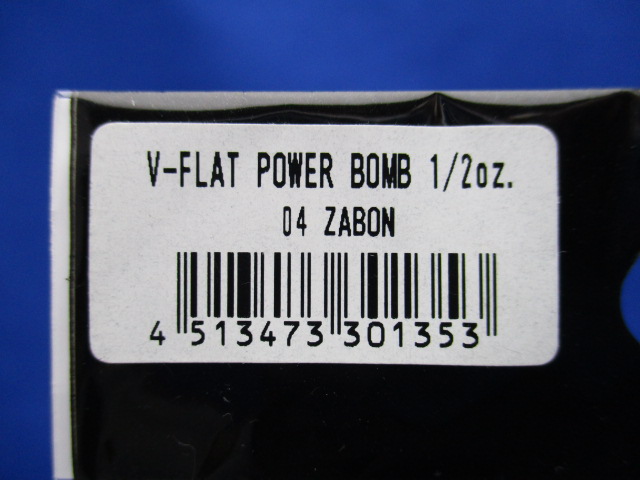 V-FLAT POWER BOMB 1/2oz.
04 ZABON
4 513473 301353